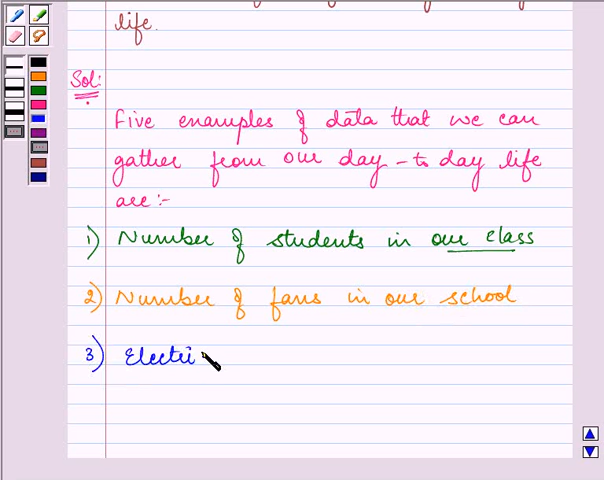 life.
Sol:
Five enamples of data that we can
gather from our day - to day life
are :-
1) Number of students in our class
2) Number of fans in our school
3) Electri